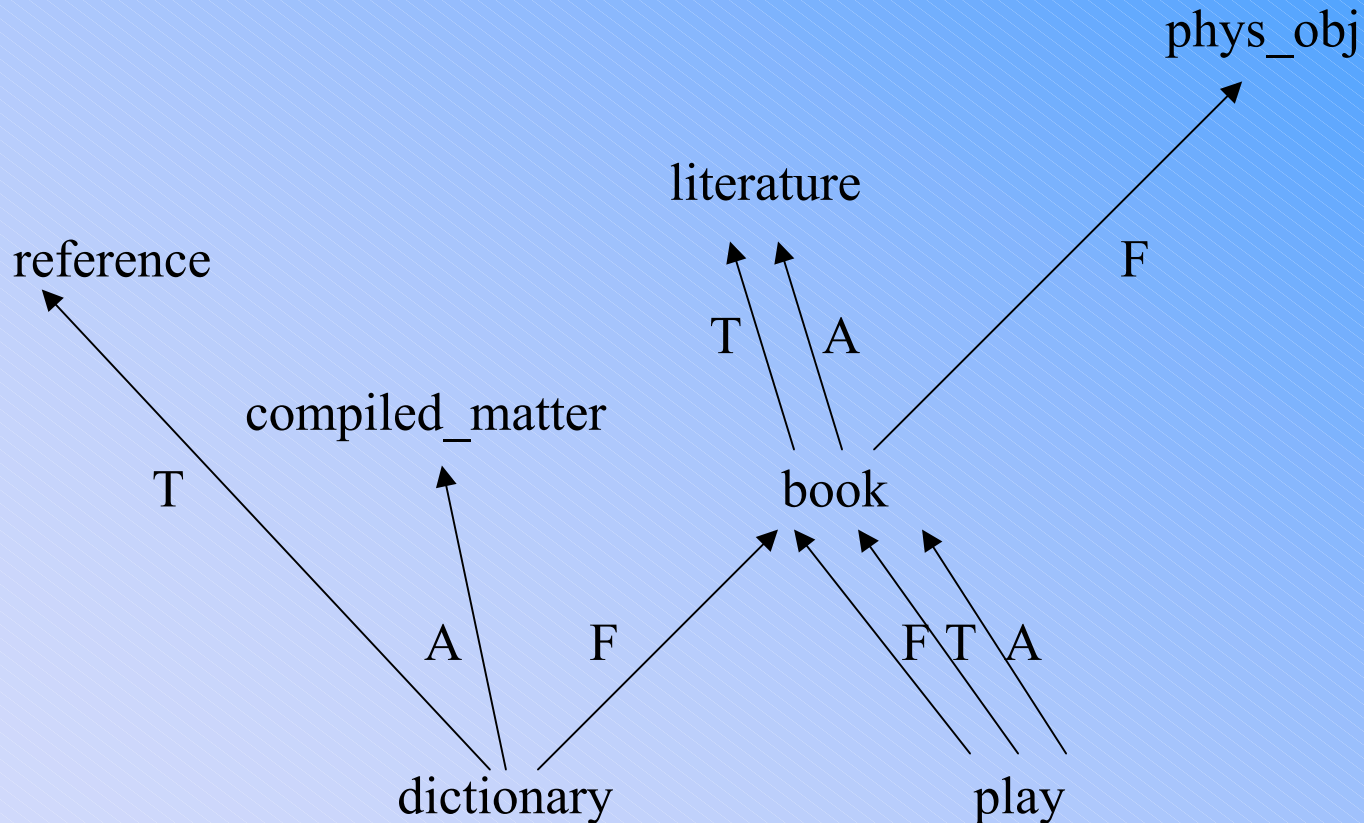 phys_obj
literature
reference
F
T A
compiled_matter
T
book
A F F T A
dictionary play